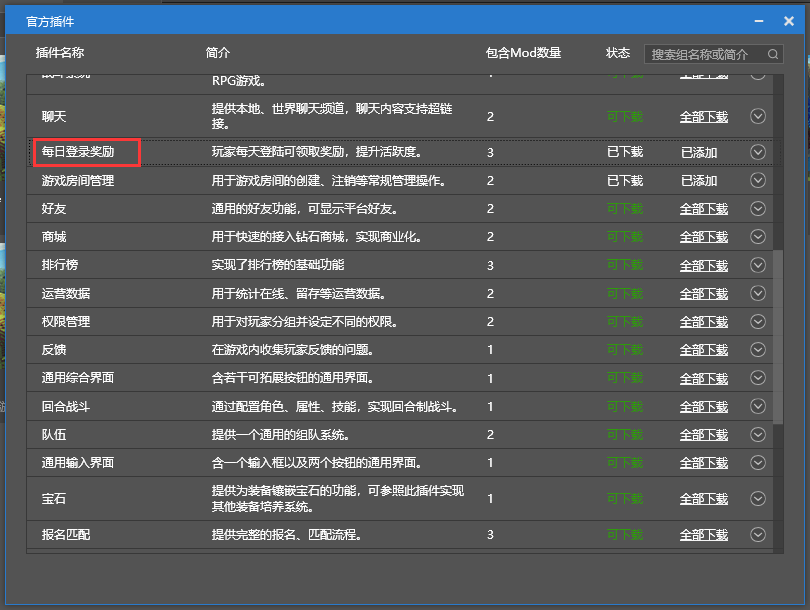 官方插件
插件名称 简介 包含Mod数量 状态 搜索组名称或简介
RPG游戏。
聊天 提供本地、世界聊天频道，聊天内容支持超链接。 2 可下载 全部下载
每日登录奖励 玩家每天登陆可领取奖励，提升活跃度。 3 已下载 已添加
游戏房间管理 用于游戏房间的创建、注销等常规管理操作。 2 已下载 已添加
好友 通用的好友功能，可显示平台好友。 2 可下载 全部下载
商城 用于快速的接入钻石商城，实现商业化。 2 可下载 全部下载
排行榜 实现了排行榜的基础功能 3 可下载 全部下载
运营数据 用于统计在线、留存等运营数据。 2 可下载 全部下载
权限管理 用于对玩家分组并设定不同的权限。 2 可下载 全部下载
反馈 在游戏内收集玩家反馈的问题。 1 可下载 全部下载
通用综合界面 含若干可拓展按钮的通用界面。 1 可下载 全部下载
回合战斗 通过配置角色、属性、技能，实现回合制战斗。 1 可下载 全部下载
队伍 提供一个通用的组队系统。 2 可下载 全部下载
通用输入界面 含一个输入框以及两个按钮的通用界面。 1 可下载 全部下载
宝石 提供为装备镶嵌宝石的功能，可参照此插件实现其他装备培养系统。 1 可下载 全部下载
报名匹配 提供完整的报名、匹配流程。 3 可下载 全部下载